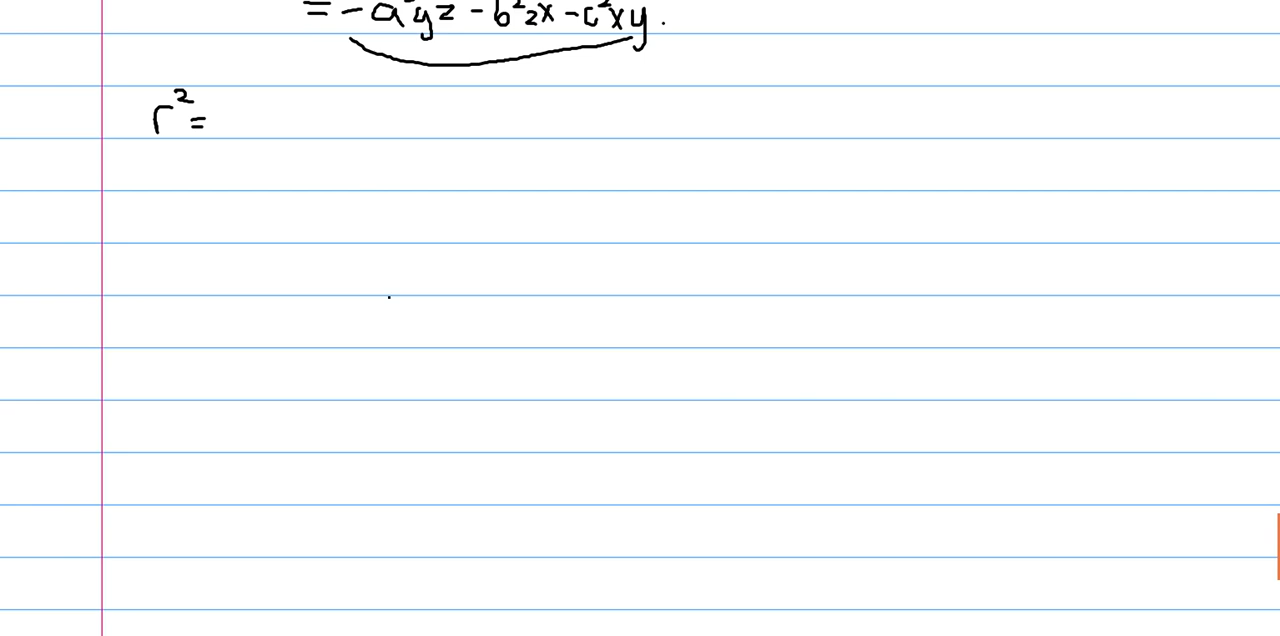 = -a²yz - b²zx - c²xy.
r² =